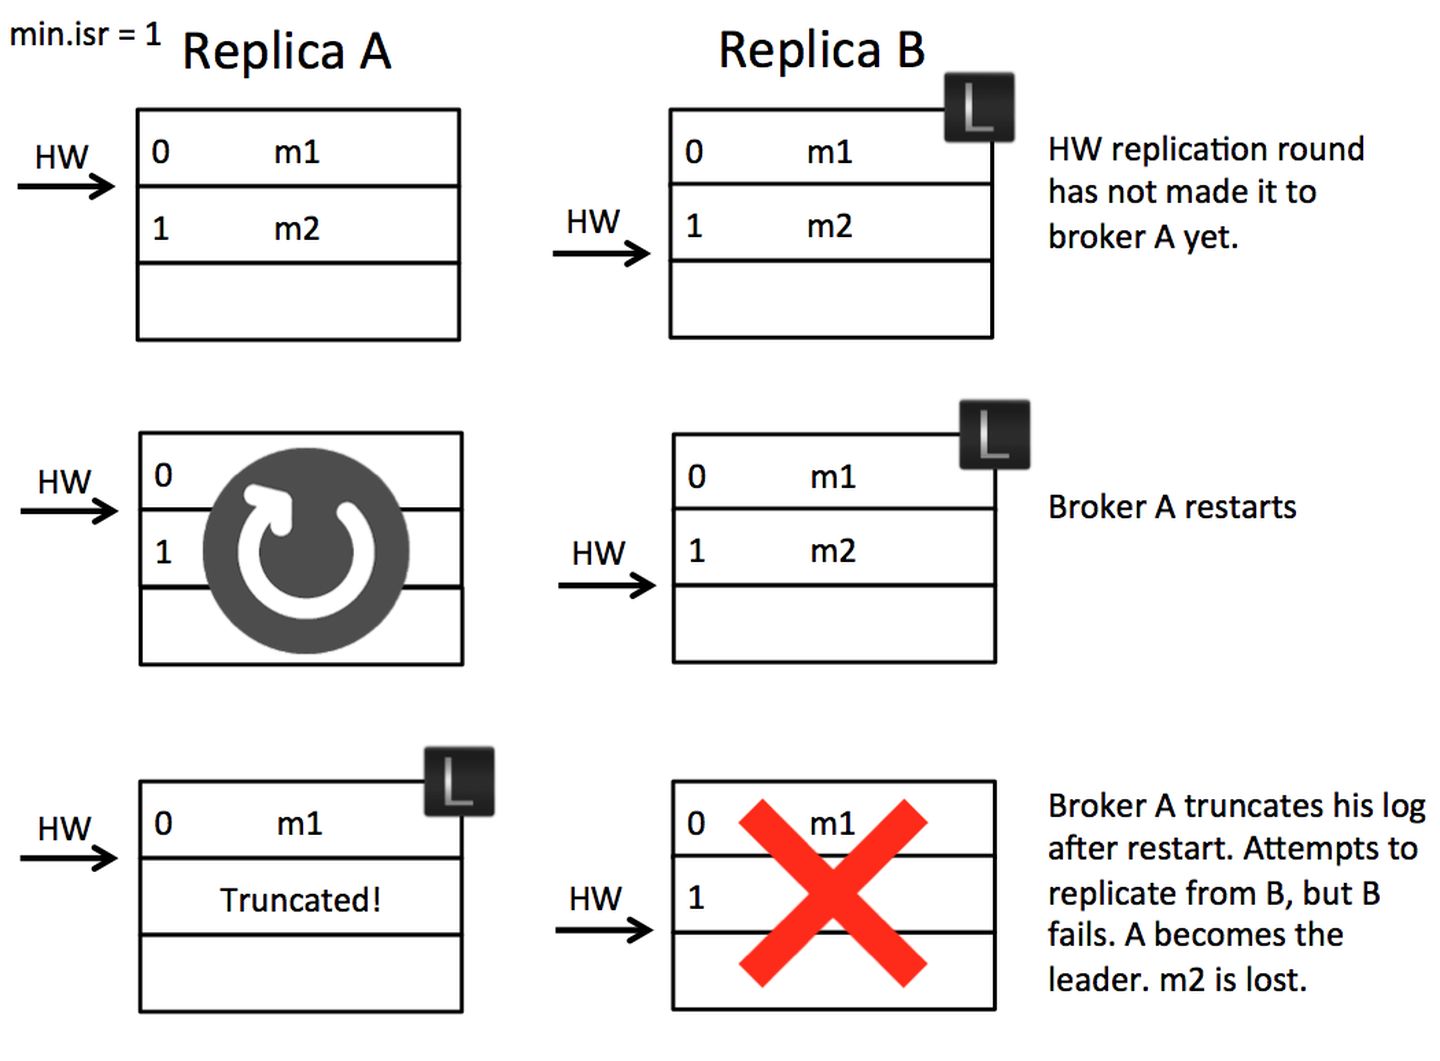 min.isr = 1
Replica A
Replica B
L
HW
0 m1
1 m2
HW
0 m1
1 m2
HW replication round
has not made it to
broker A yet.
HW
0
1
L
HW
0 m1
1 m2
Broker A restarts
L
HW
0 m1
Truncated!
HW
0 m1
1
Broker A truncates his log
after restart. Attempts to
replicate from B, but B
fails. A becomes the
leader. m2 is lost.